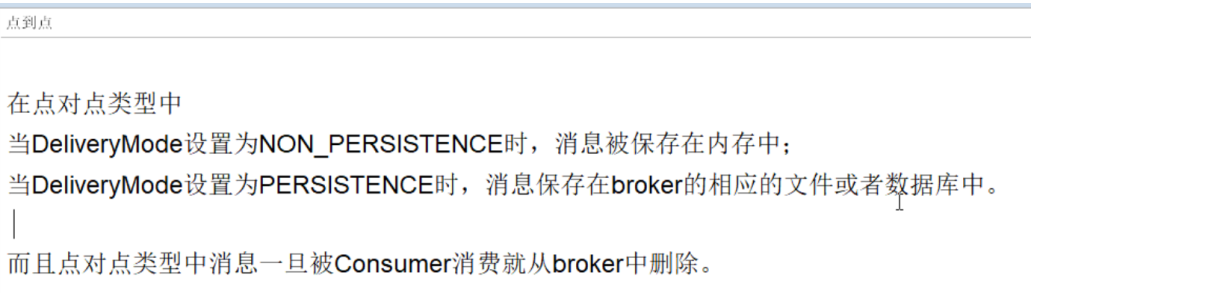 点到点
在点对点类型中
当DeliveryMode设置为NON_PERSISTENCE时，消息被保存在内存中；
当DeliveryMode设置为PERSISTENCE时，消息保存在broker的相应的文件或者数据库中。
而且点对点类型中消息一旦被Consumer消费就从broker中删除。